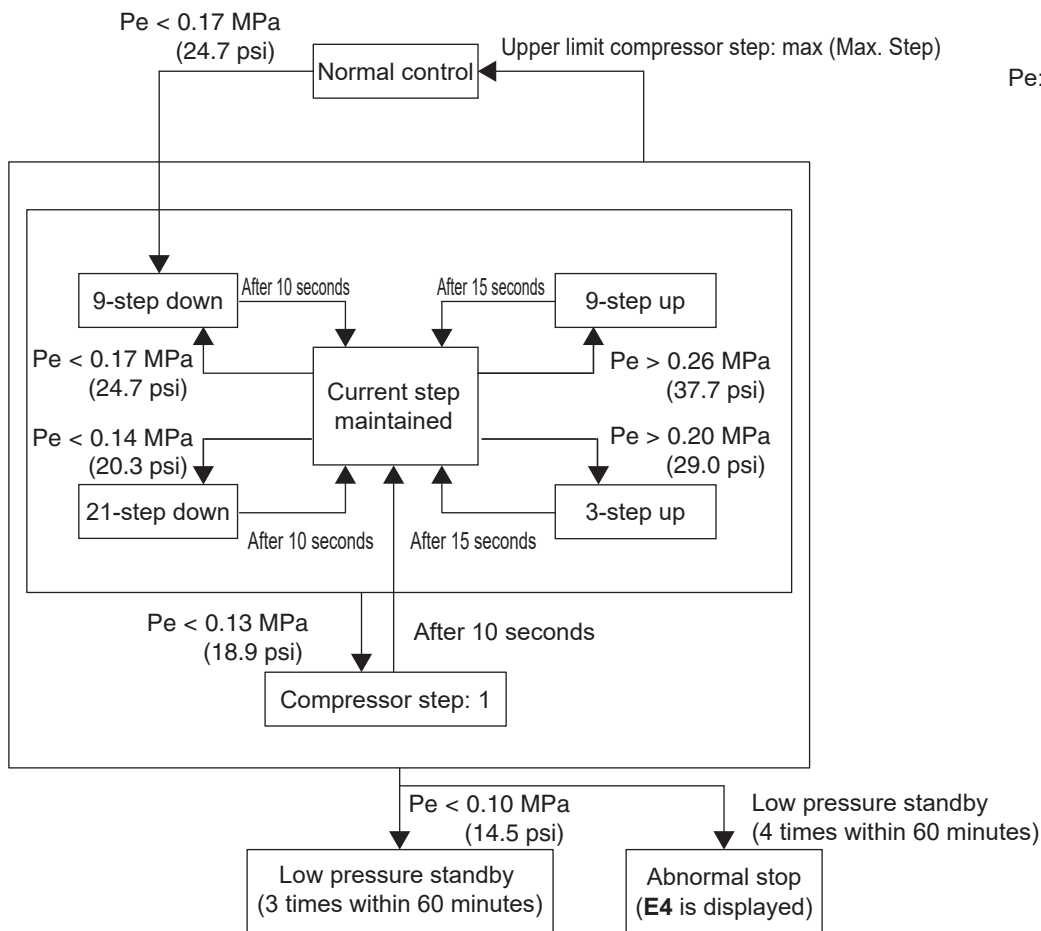 Pe < 0.17 MPa
(24.7 psi)
Normal control
Upper limit compressor step: max (Max. Step)
Pe:
9-step down
After 10 seconds
After 15 seconds
9-step up
Pe < 0.17 MPa
(24.7 psi)
Current step
maintained
Pe > 0.26 MPa
(37.7 psi)
Pe < 0.14 MPa
(20.3 psi)
Pe > 0.20 MPa
(29.0 psi)
21-step down
After 10 seconds
After 15 seconds
3-step up
Pe < 0.13 MPa
(18.9 psi)
After 10 seconds
Compressor step: 1
Pe < 0.10 MPa
(14.5 psi)
Low pressure standby
(4 times within 60 minutes)
Low pressure standby
(3 times within 60 minutes)
Abnormal stop
(E4 is displayed)